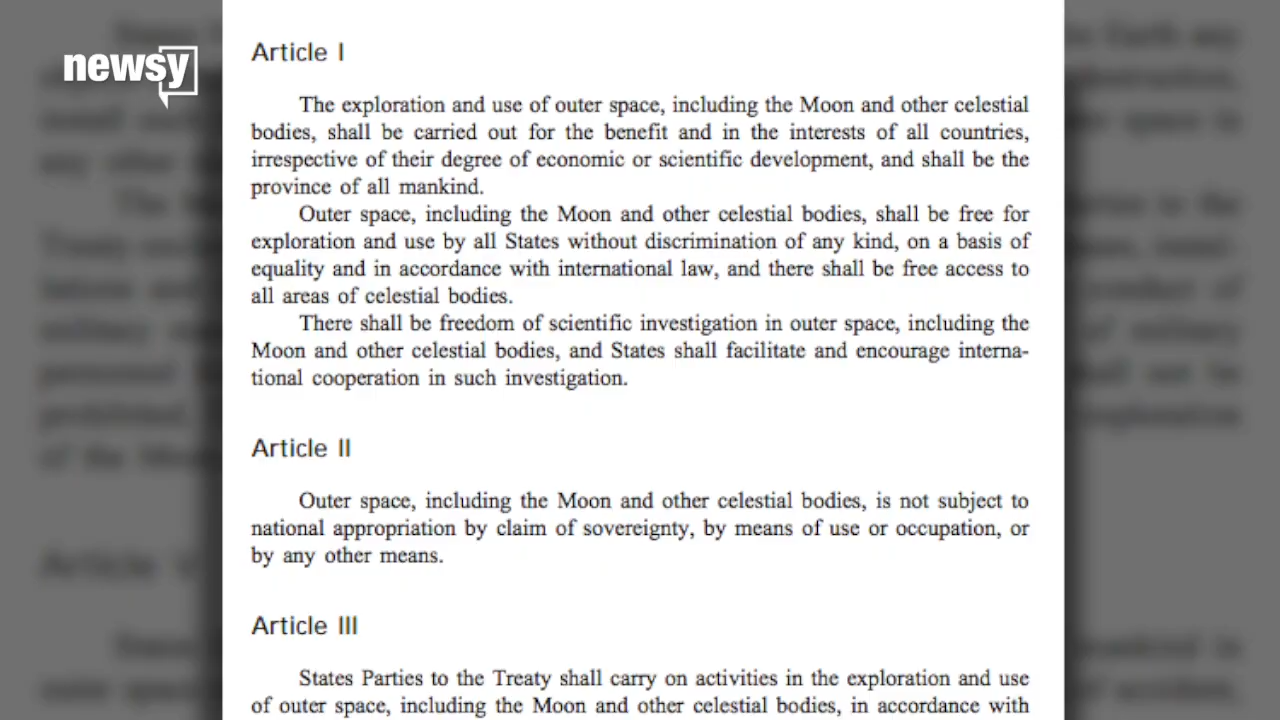 newsy
Article I
The exploration and use of outer space, including the Moon and other celestial
bodies, shall be carried out for the benefit and in the interests of all countries,
irrespective of their degree of economic or scientific development, and shall be the
province of all mankind.
Outer space, including the Moon and other celestial bodies, shall be free for
exploration and use by all States without discrimination of any kind, on a basis of
equality and in accordance with international law, and there shall be free access to
all areas of celestial bodies.
There shall be freedom of scientific investigation in outer space, including the
Moon and other celestial bodies, and States shall facilitate and encourage interna-
tional cooperation in such investigation.
Article II
Outer space, including the Moon and other celestial bodies, is not subject to
national appropriation by claim of sovereignty, by means of use or occupation, or
by any other means.
Article III
States Parties to the Treaty shall carry on activities in the exploration and use
of outer space, including the Moon and other celestial bodies, in accordance with